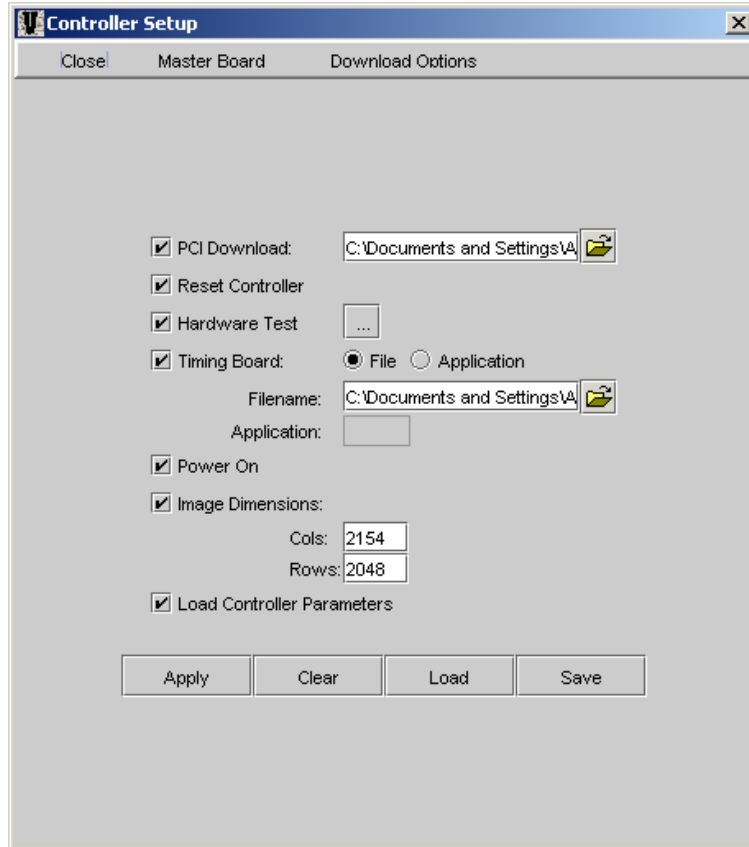 Controller Setup
Close Master Board Download Options
PCI Download: C:\Documents and Settings\A
Reset Controller
Hardware Test ...
Timing Board: File Application
Filename: C:\Documents and Settings\A
Application:
Power On
Image Dimensions:
Cols: 2154
Rows: 2048
Load Controller Parameters
Apply Clear Load Save